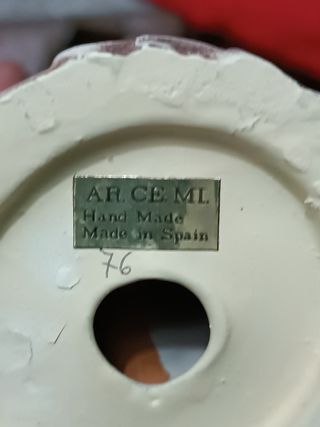 AR. CE. MI.
Hand Made
Made in Spain
76